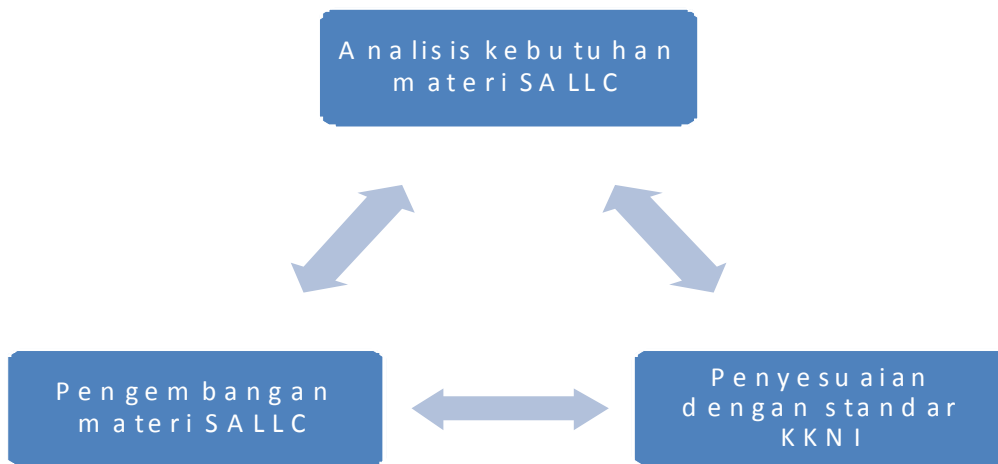 Analisis kebutuhan
materi SALLC
Pengembangan
materi SALLC
Penyesuaian
dengan standar
KKNI